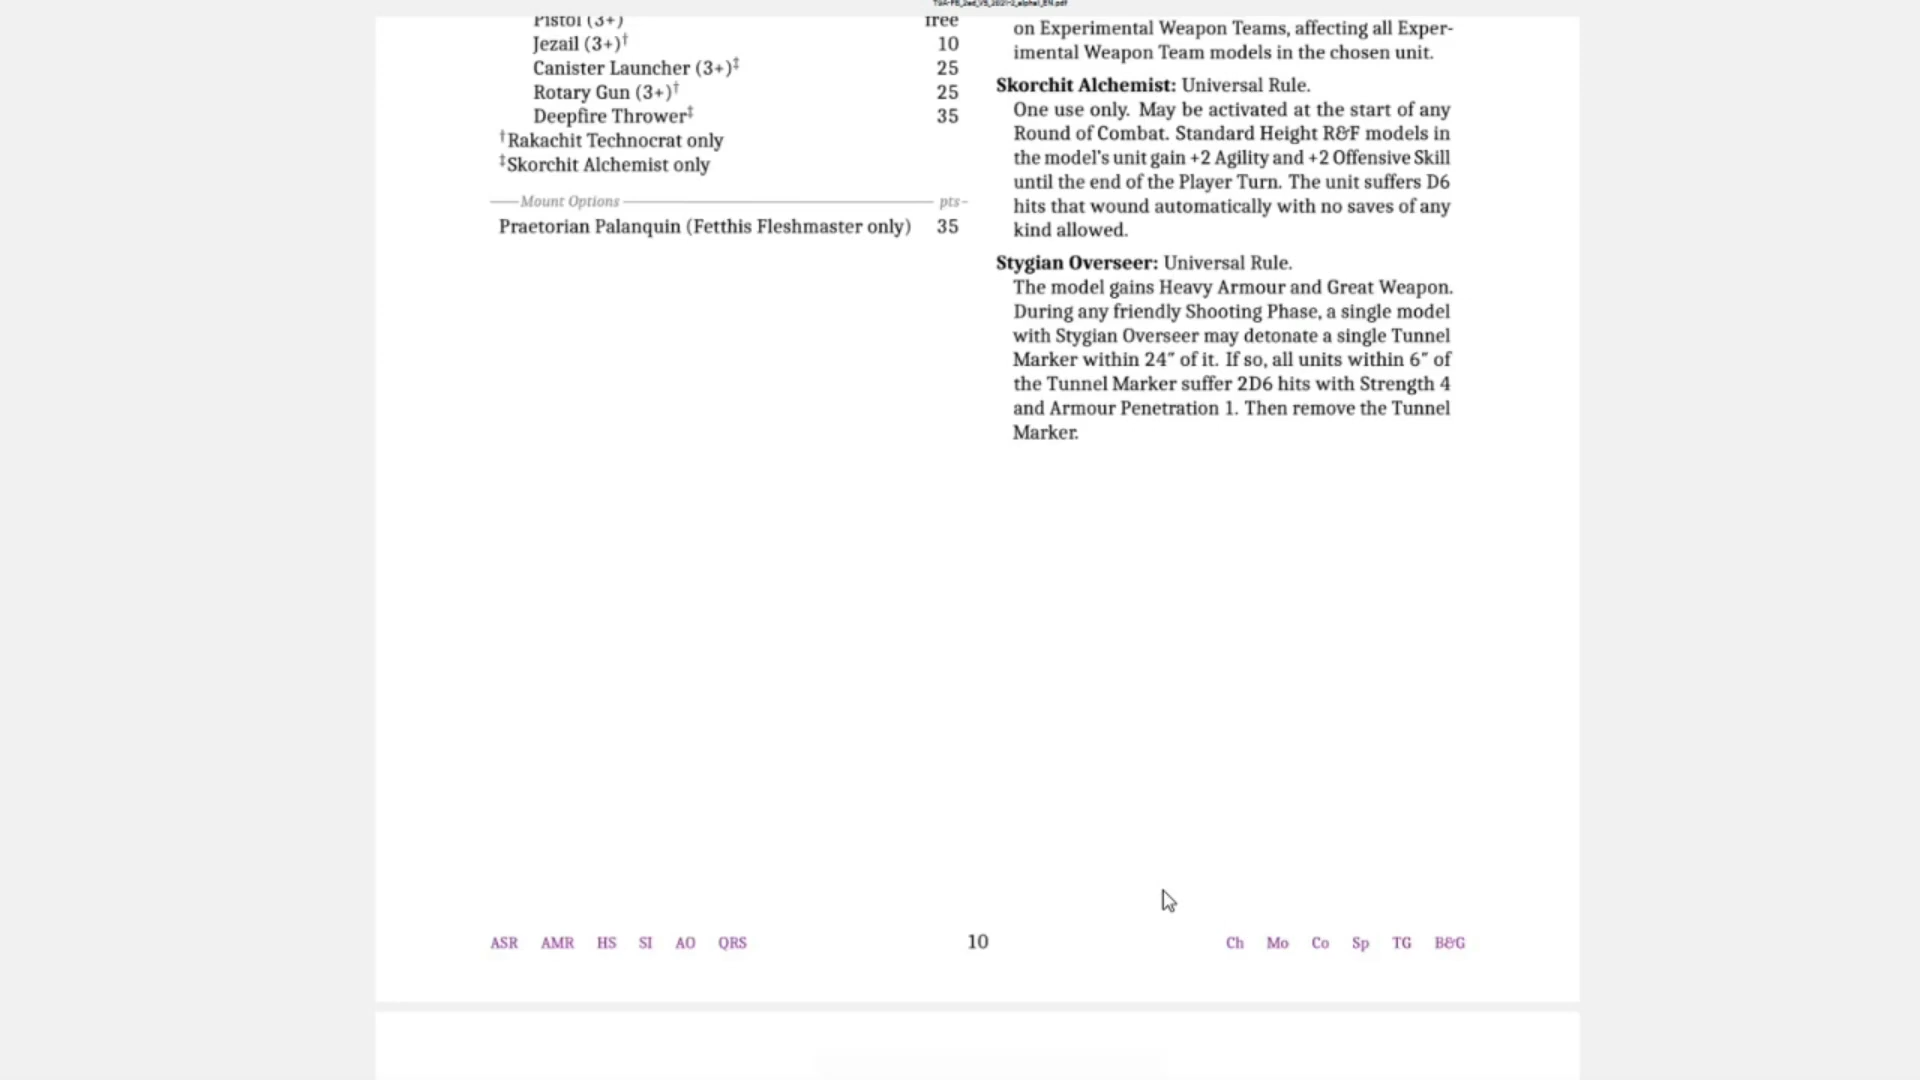 Pistol (3+) free
Jezail (3+)† 10
Canister Launcher (3+)‡ 25
Rotary Gun (3+)† 25
Deepfire Thrower‡ 35
†Rakachit Technocrat only
‡Skorchit Alchemist only
Mount Options pts
Praetorian Palanquin (Fetthis Fleshmaster only) 35
on Experimental Weapon Teams, affecting all Exper-
imental Weapon Team models in the chosen unit.
Skorchit Alchemist: Universal Rule.
One use only. May be activated at the start of any
Round of Combat. Standard Height R&F models in
the model's unit gain +2 Agility and +2 Offensive Skill
until the end of the Player Turn. The unit suffers D6
hits that wound automatically with no saves of any
kind allowed.
Stygian Overseer: Universal Rule.
The model gains Heavy Armour and Great Weapon.
During any friendly Shooting Phase, a single model
with Stygian Overseer may detonate a single Tunnel
Marker within 24″ of it. If so, all units within 6″ of
the Tunnel Marker suffer 2D6 hits with Strength 4
and Armour Penetration 1. Then remove the Tunnel
Marker.
ASR AMR HS SI AO QRS 10 Ch Mo Co Sp TG B&G